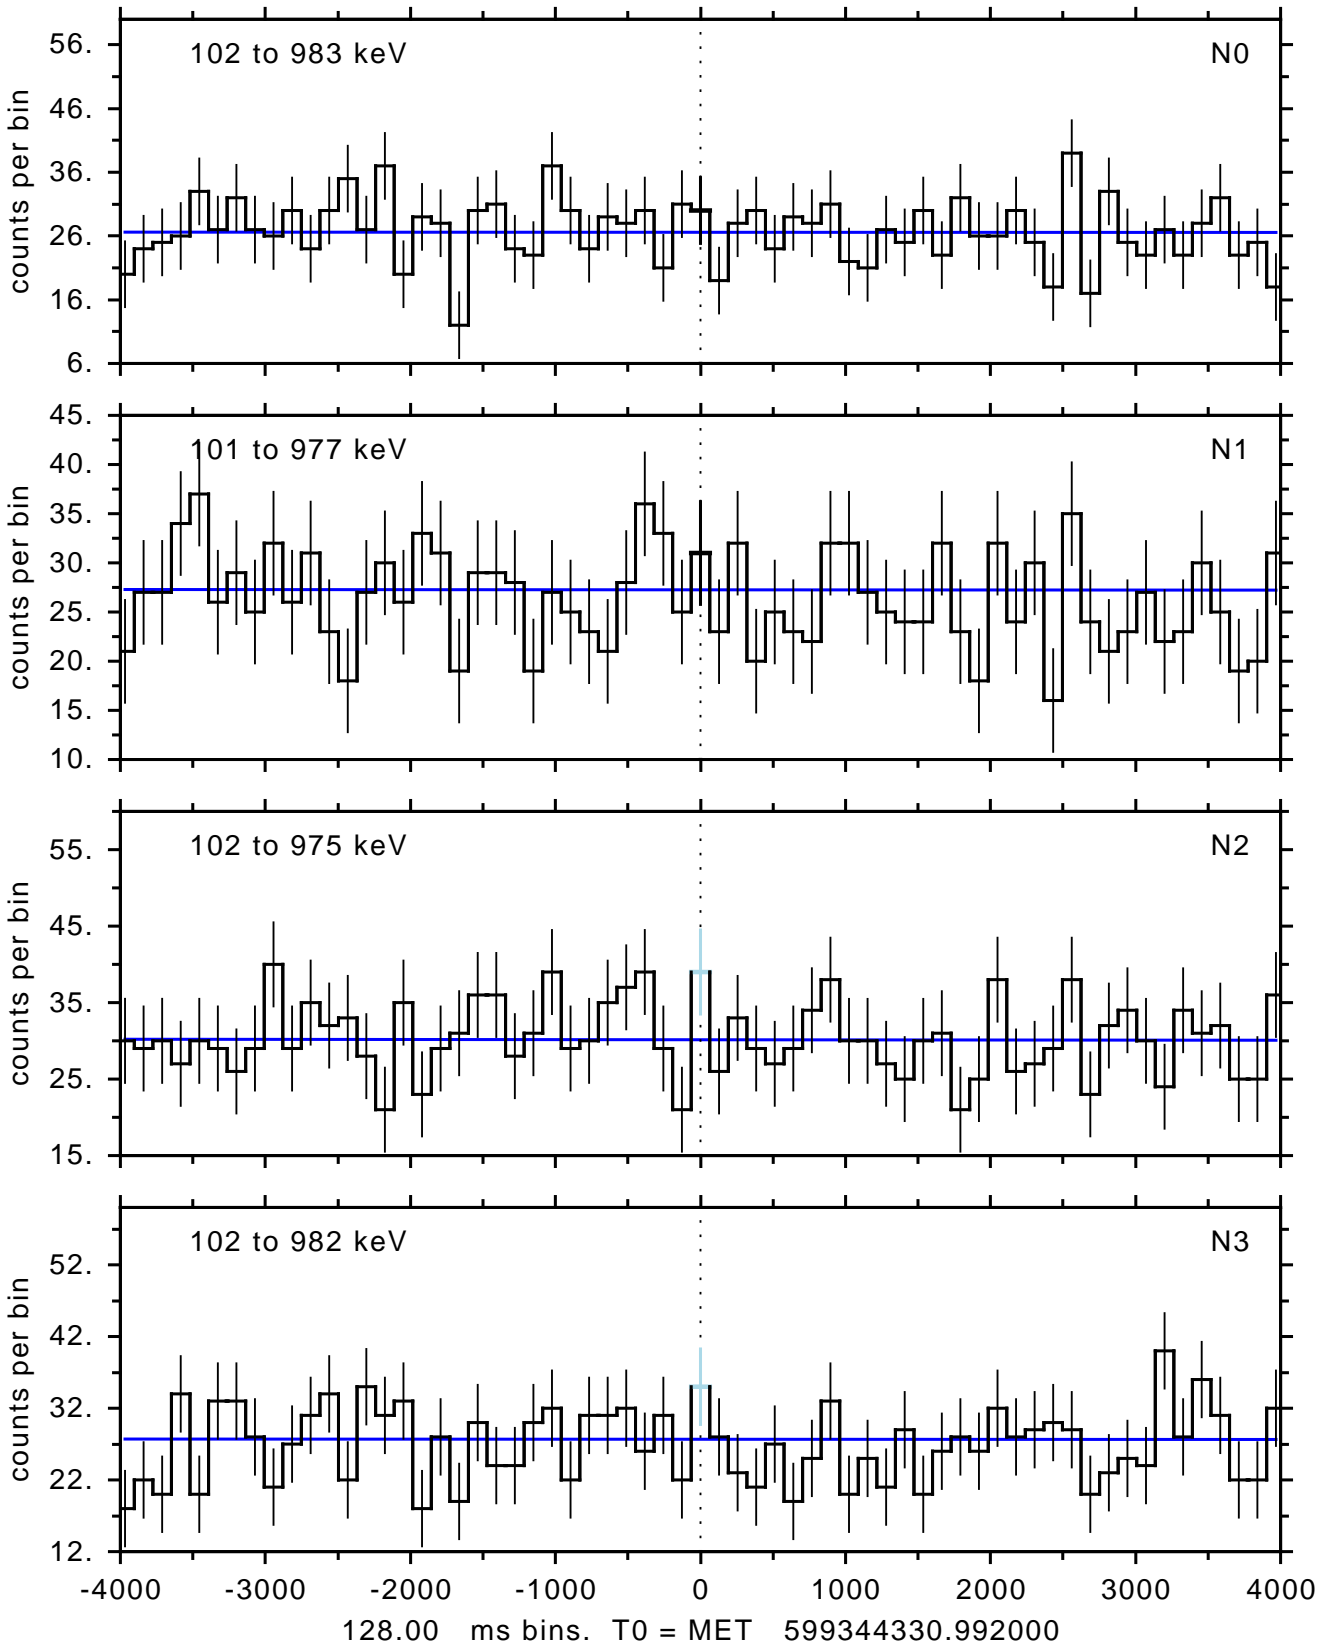 102 to 983 keV N0
56.
46.
36.
26.
16.
6.
counts per bin
101 to 977 keV N1
45.
40.
35.
30.
25.
20.
15.
10.
counts per bin
102 to 975 keV N2
55.
45.
35.
25.
15.
counts per bin
102 to 982 keV N3
52.
42.
32.
22.
12.
counts per bin
-4000 -3000 -2000 -1000 0 1000 2000 3000 4000
128.00 ms bins. T0 = MET 599344330.992000